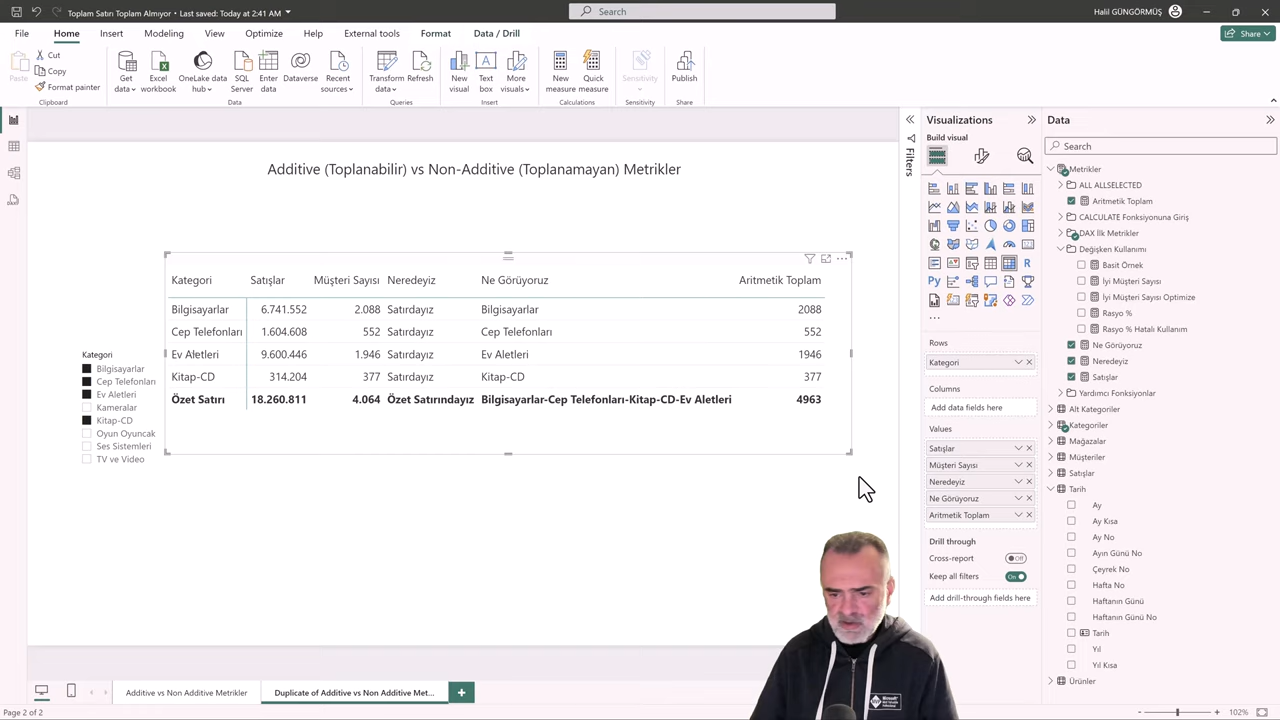 Toplam Satırı Toplam Almıyor • Last saved: Today at 2:41 AM
Search
Halil GÜNGÖRMÜŞ
File Home Insert Modeling View Optimize Help External tools Format Data / Drill
Share
Paste
Cut
Copy
Format painter
Get data
Excel workbook
OneLake data hub
SQL Server
Enter data
Dataverse
Recent sources
Transform data
Refresh
New visual
Text box
More visuals
New measure
Quick measure
Sensitivity
Publish
Clipboard Data Queries Insert Calculations Sensitivity Share
Additive (Toplanabilir) vs Non-Additive (Toplanamayan) Metrikler
Kategori Müşteri Sayısı Neredeyiz Ne Görüyoruz Aritmetik Toplam
Bilgisayarlar 6.741.552 2.088 Satırdayız Bilgisayarlar 2088
Cep Telefonları 1.604.608 552 Satırdayız Cep Telefonları 552
Ev Aletleri 9.600.446 1.946 Satırdayız Ev Aletleri 1946
Kitap-CD 314.204 377 Satırdayız Kitap-CD 377
Özet Satırı 18.260.811 4.064 Özet Satırındayız Bilgisayarlar-Cep Telefonları-Kitap-CD-Ev Aletleri 4963
Kategori
Bilgisayarlar
Cep Telefonları
Ev Aletleri
Kameralar
Kitap-CD
Oyun Oyuncak
Ses Sistemleri
TV ve Video
Filters
Visualizations
Build visual
Rows
Kategori
Columns
Add data fields here
Values
Satışlar
Müşteri Sayısı
Neredeyiz
Ne Görüyoruz
Aritmetik Toplam
Drill through
Cross-report Off
Keep all filters On
Add drill-through fields here
Data
Search
Metrikler
ALL ALLSELECTED
Aritmetik Toplam
CALCULATE Fonksiyonuna Giriş
DAX İlk Metrikler
Değişken Kullanımı
Basit Örnek
İyi Müşteri Sayısı
İyi Müşteri Sayısı Optimize
Rasyo %
Rasyo % Hatalı Kullanım
Ne Görüyoruz
Neredeyiz
Satışlar
Yardımcı Fonksiyonlar
Alt Kategoriler
Kategoriler
Mağazalar
Müşteriler
Satışlar
Tarih
Ay
Ay Kısa
Ay No
Ayın Günü No
Çeyrek No
Hafta No
Haftanın Günü
Haftanın Günü No
Tarih
Yıl
Yıl Kısa
Ürünler
Additive vs Non Additive Metrikler
Duplicate of Additive vs Non Additive Met...
Page 2 of 2
102%